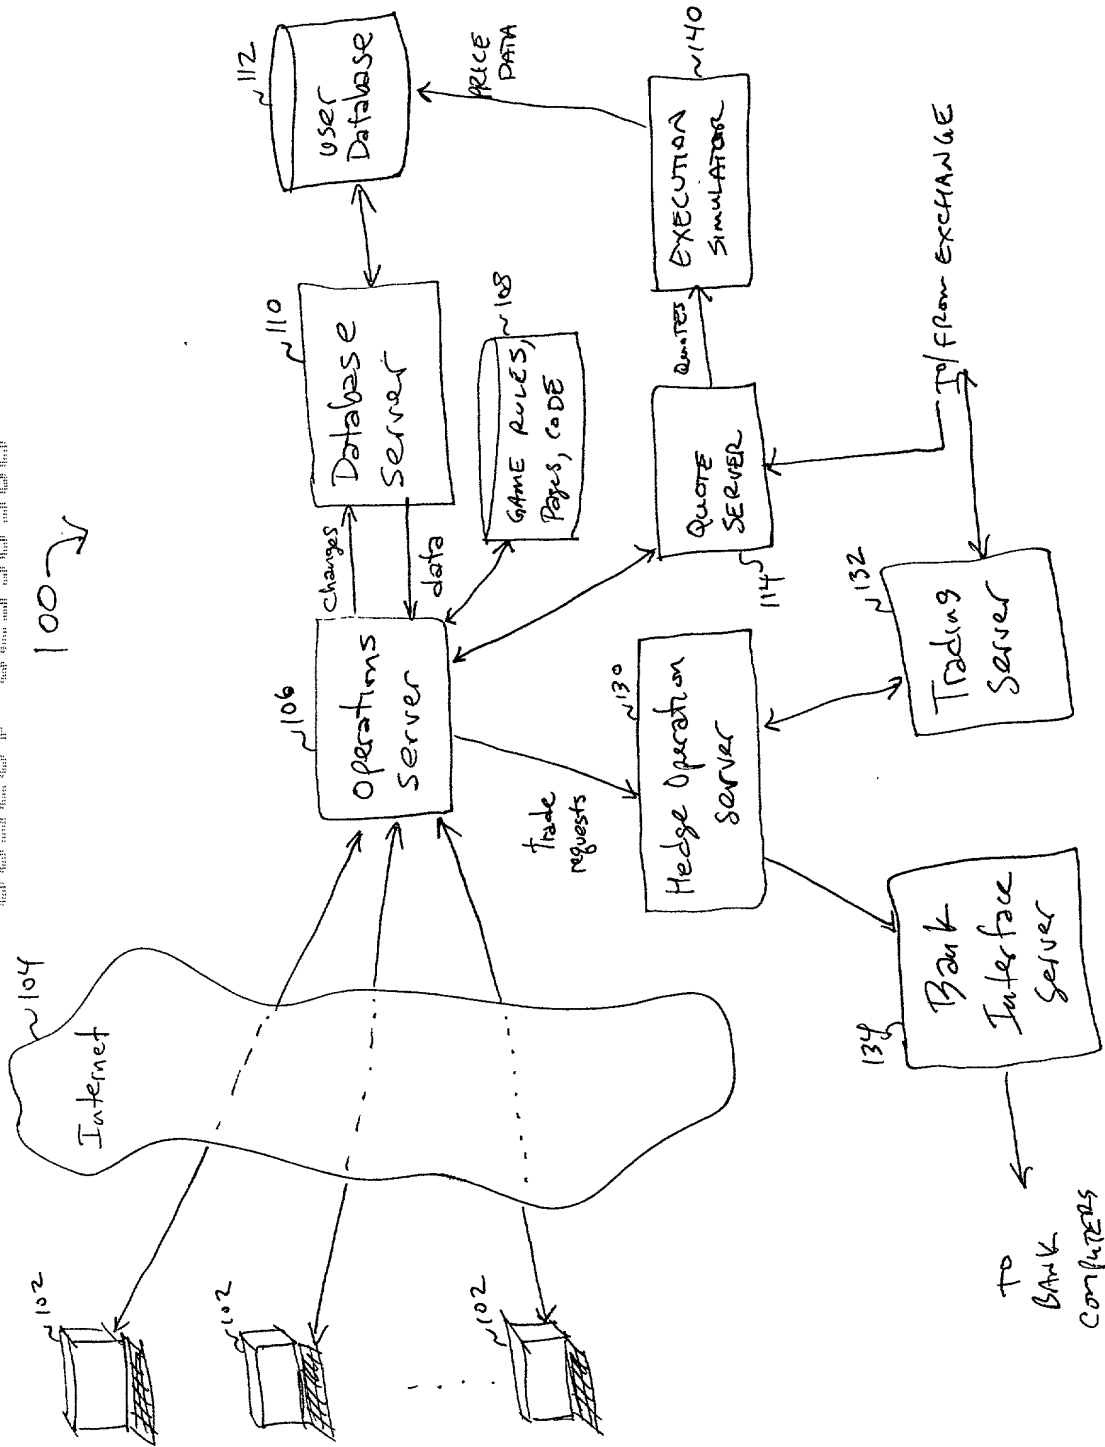 100
102
102
102
Internet
104
106
Operations
Server
changes
data
110
Database
Server
112
User
Database
GAME RULES,
Pages, CODE
108
PRICE
DATA
Trade
requests
130
Hedge Operation
Server
QUOTE
SERVER
114
QUOTES
EXECUTION
SIMULATOR
140
To/From EXCHANGE
132
Trading
Server
134
Bank
Interface
Server
TO
BANK
COMPUTERS